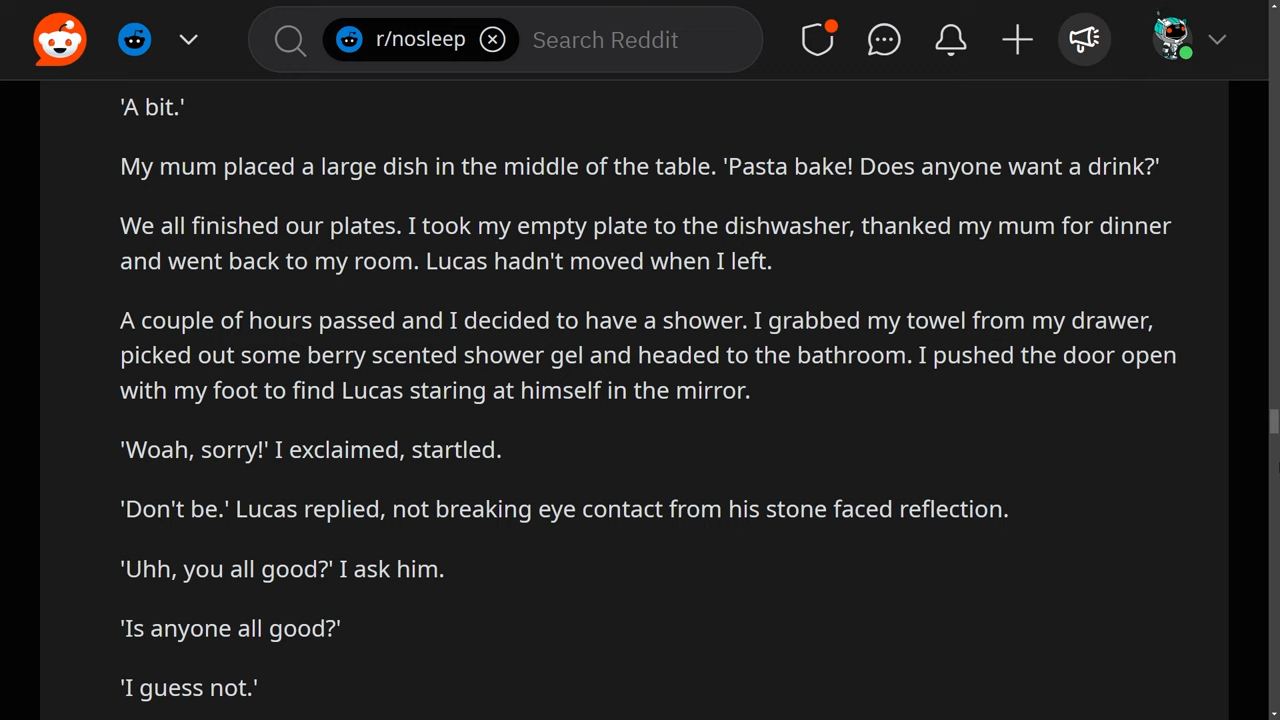 r/nosleep
Search Reddit
'A bit.'
My mum placed a large dish in the middle of the table. 'Pasta bake! Does anyone want a drink?'
We all finished our plates. I took my empty plate to the dishwasher, thanked my mum for dinner
and went back to my room. Lucas hadn't moved when I left.
A couple of hours passed and I decided to have a shower. I grabbed my towel from my drawer,
picked out some berry scented shower gel and headed to the bathroom. I pushed the door open
with my foot to find Lucas staring at himself in the mirror.
'Woah, sorry!' I exclaimed, startled.
'Don't be.' Lucas replied, not breaking eye contact from his stone faced reflection.
'Uhh, you all good?' I ask him.
'Is anyone all good?'
'I guess not.'